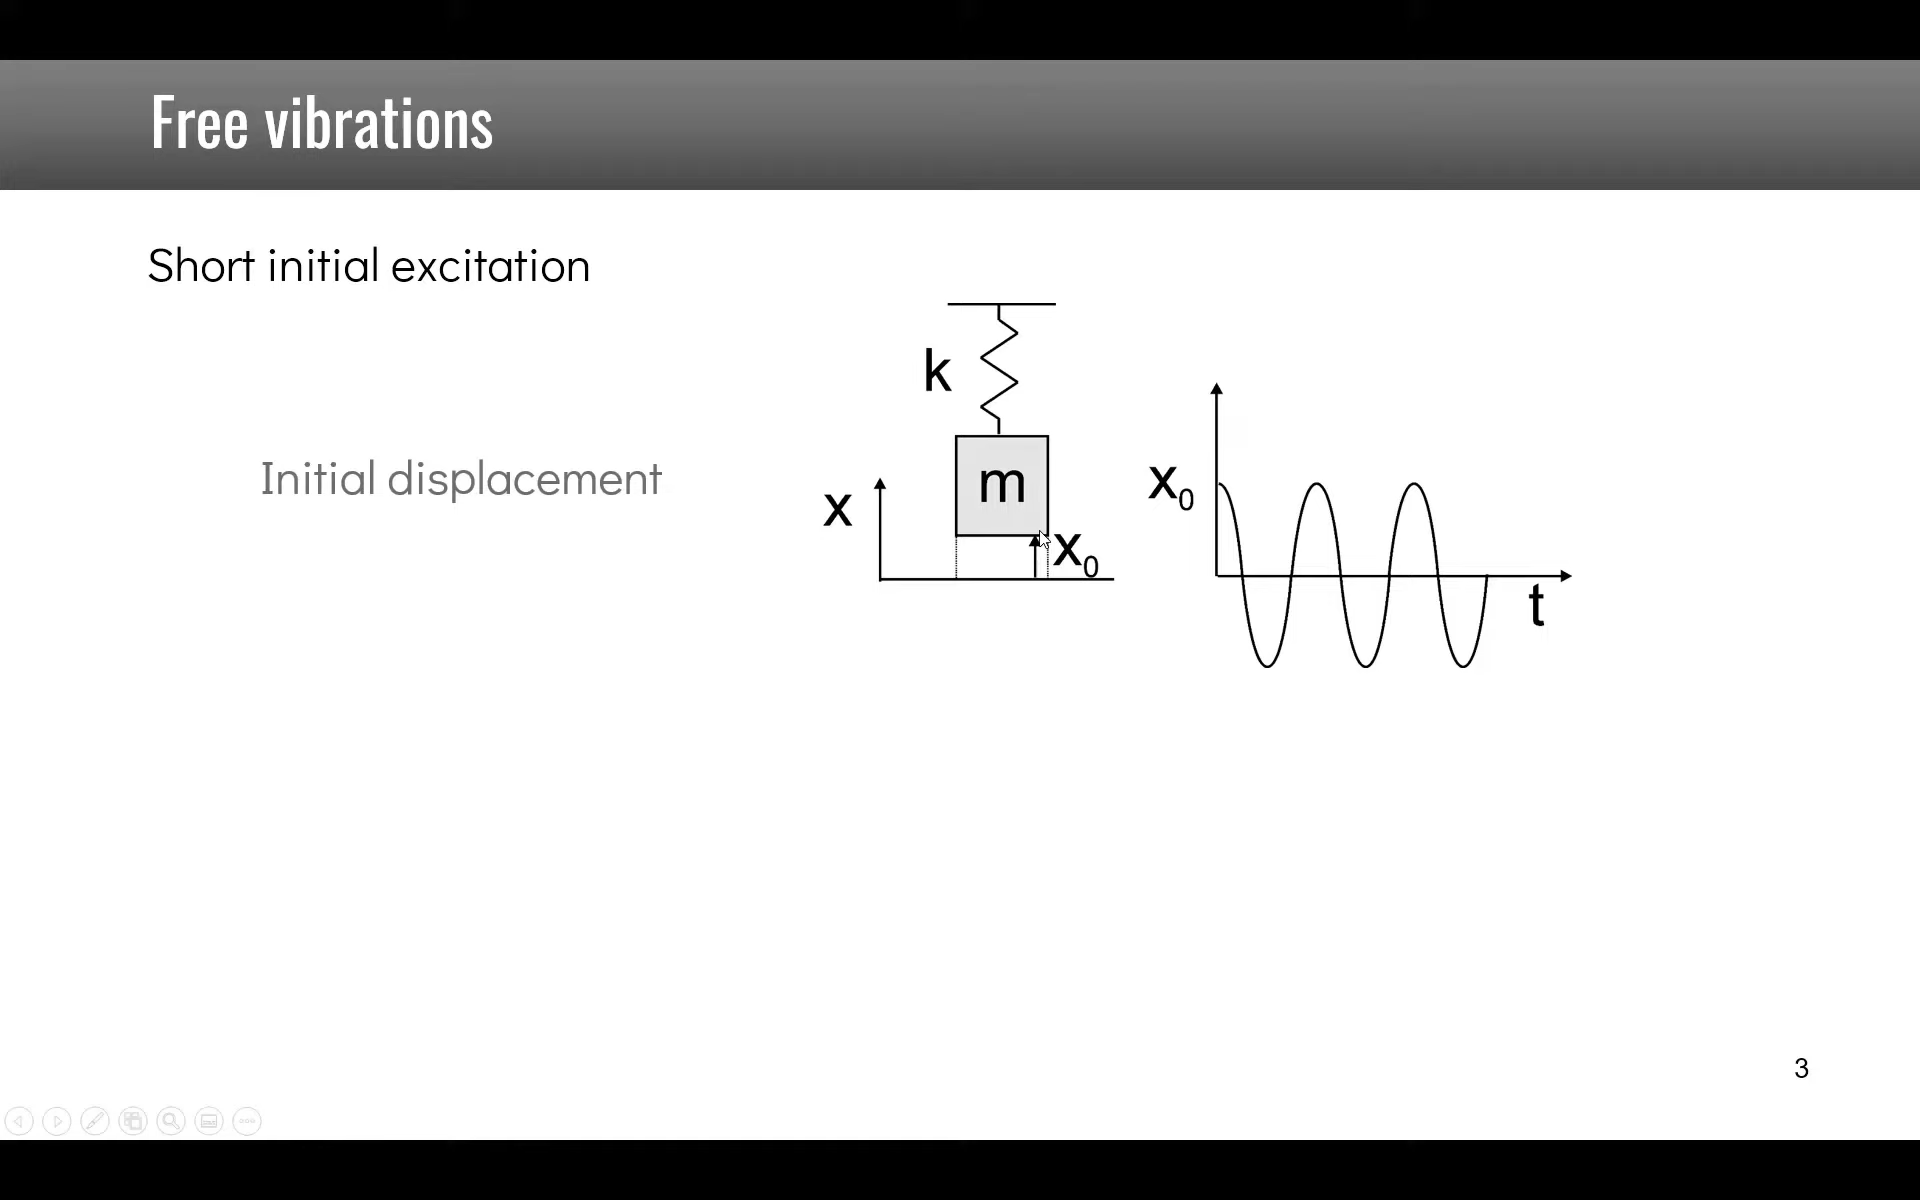 Free vibrations
Short initial excitation
k
Initial displacement
m
x
x₀
x₀
t
3